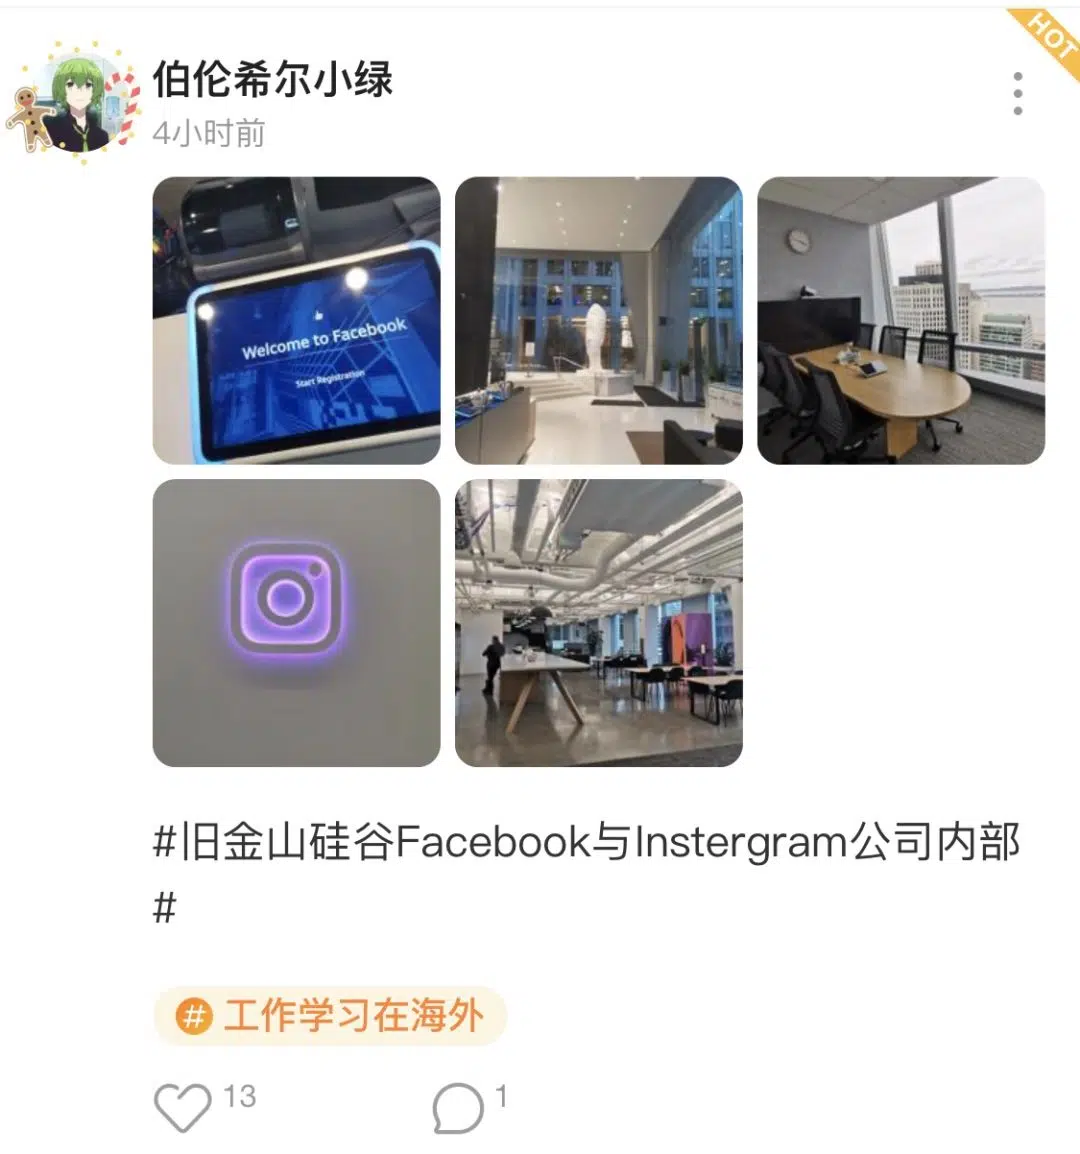 HOT
伯伦希尔小绿
4小时前
Welcome to Facebook
Start Registration
#旧金山硅谷Facebook与Instergram公司内部
#
# 工作学习在海外
13
1